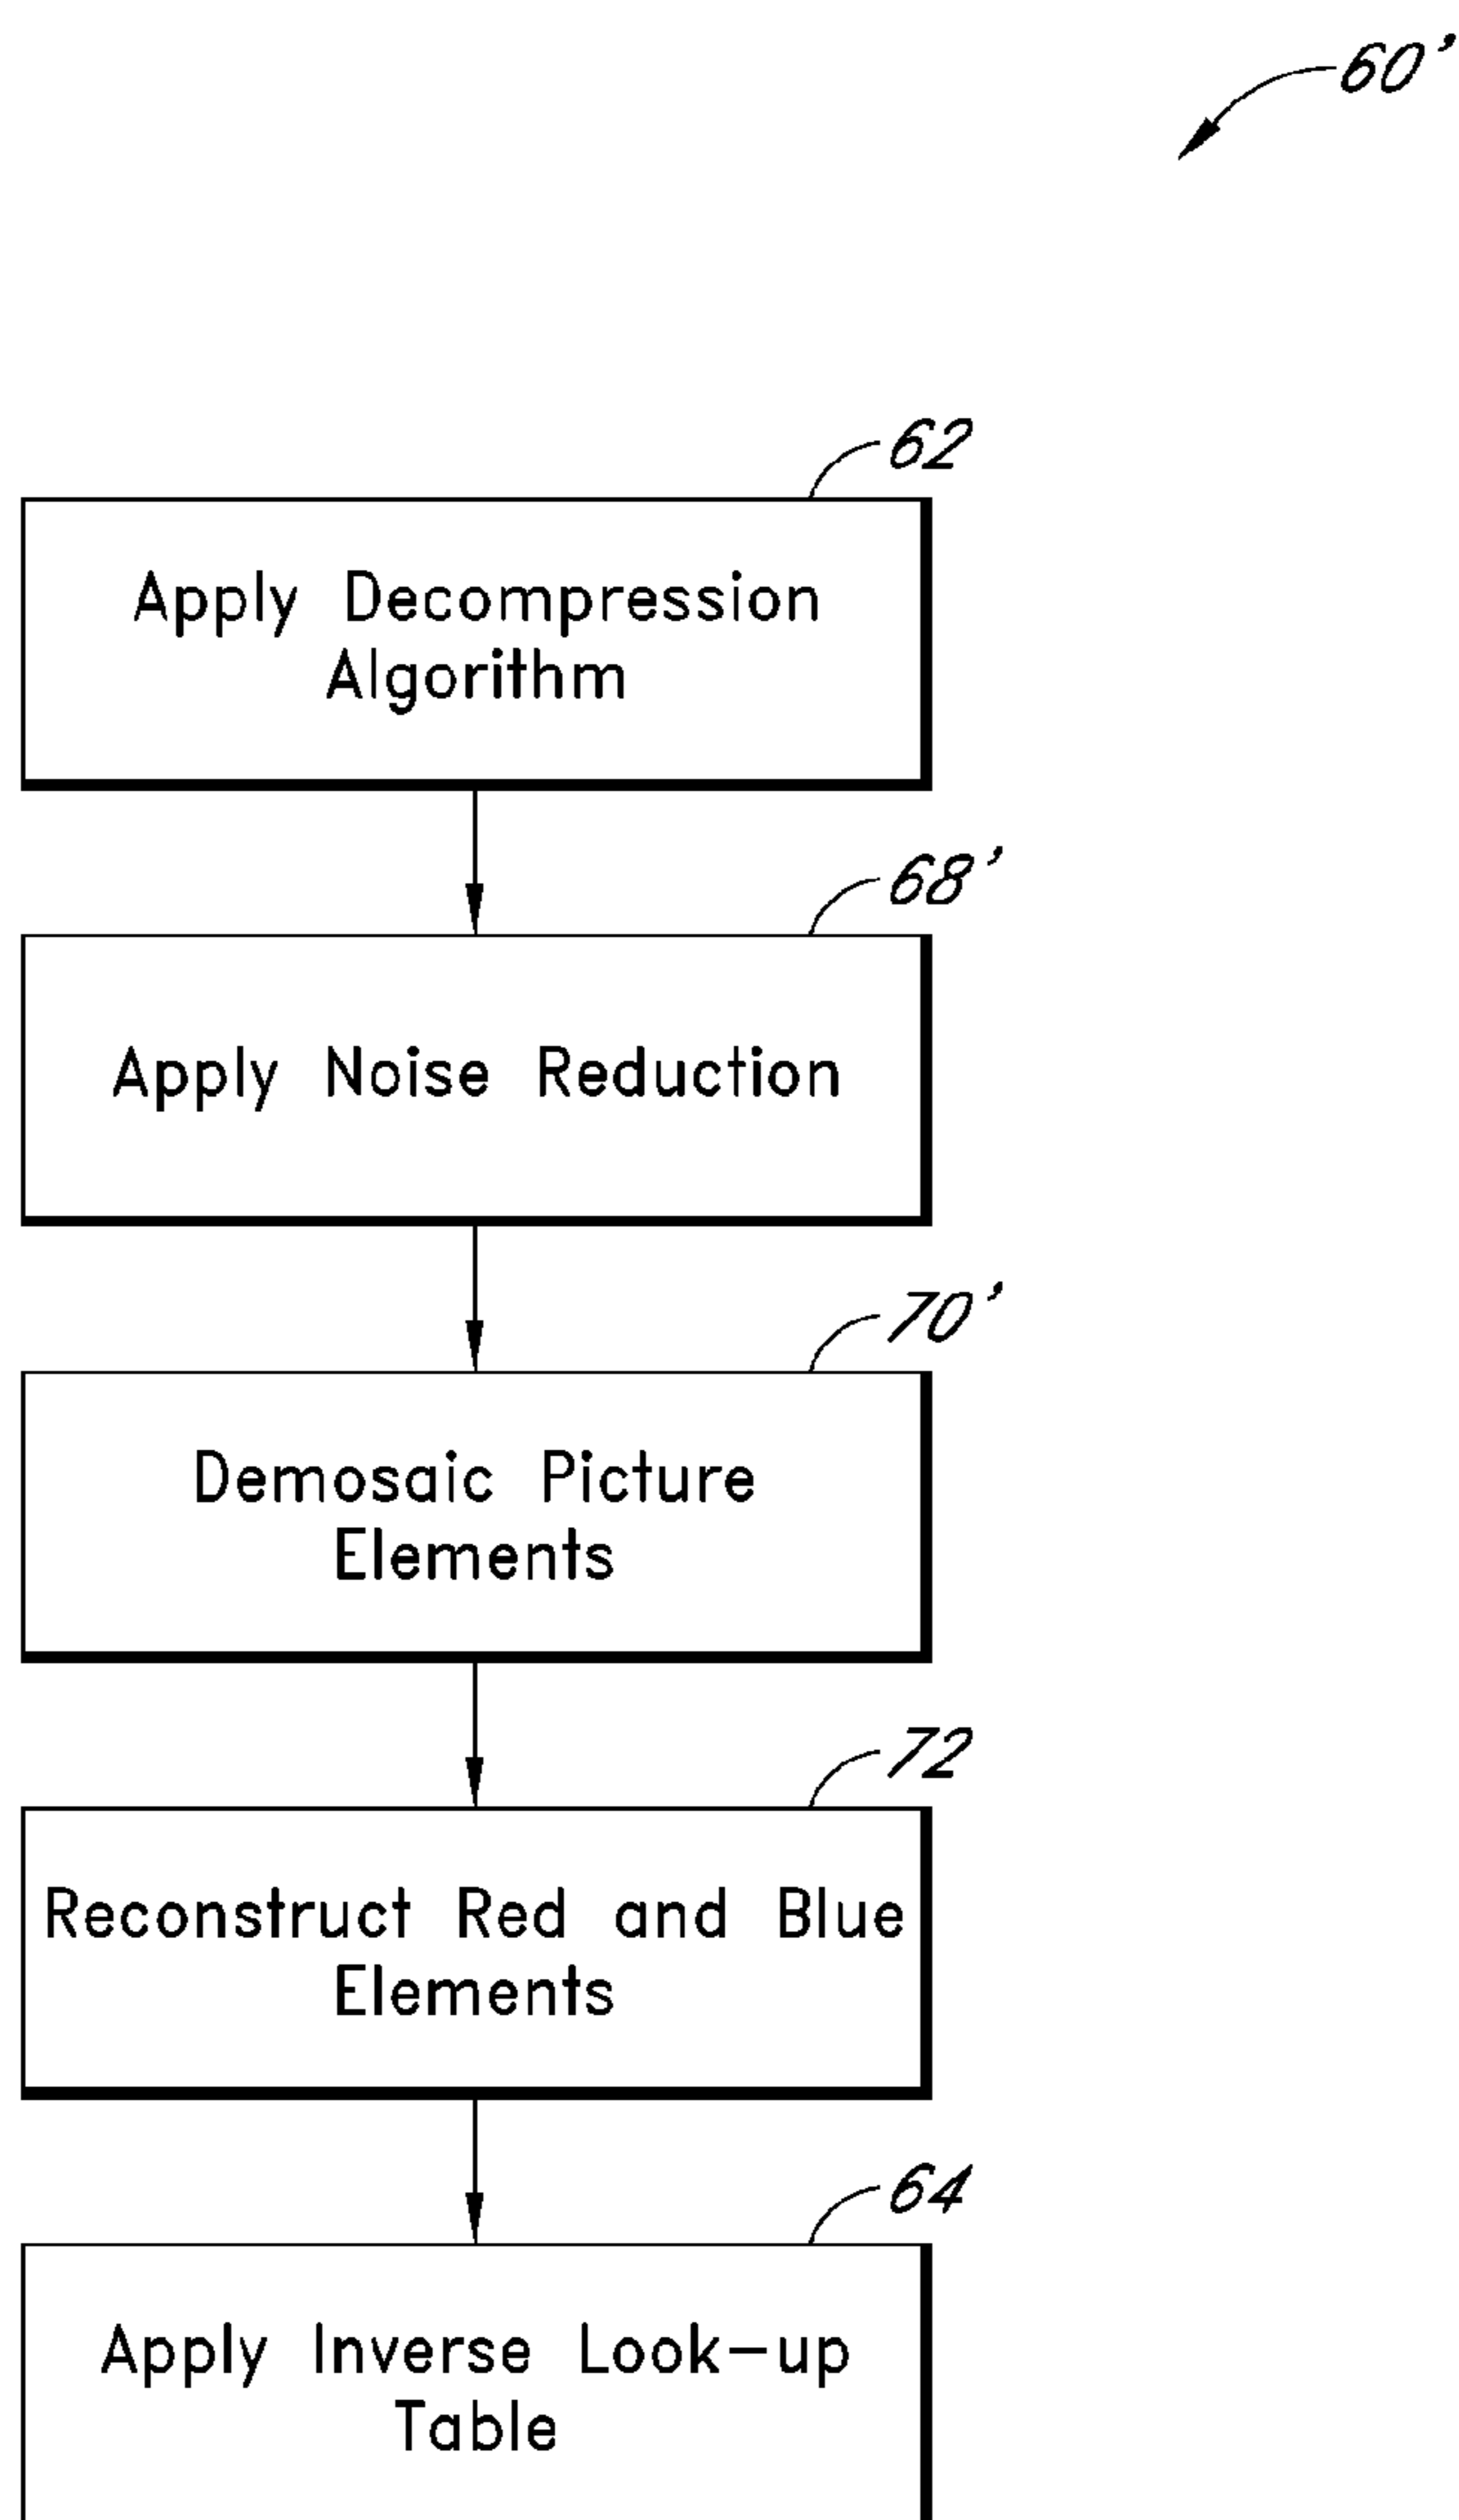 60'
62
Apply Decompression
Algorithm
68'
Apply Noise Reduction
70'
Demosaic Picture
Elements
72
Reconstruct Red and Blue
Elements
64
Apply Inverse Look-up
Table